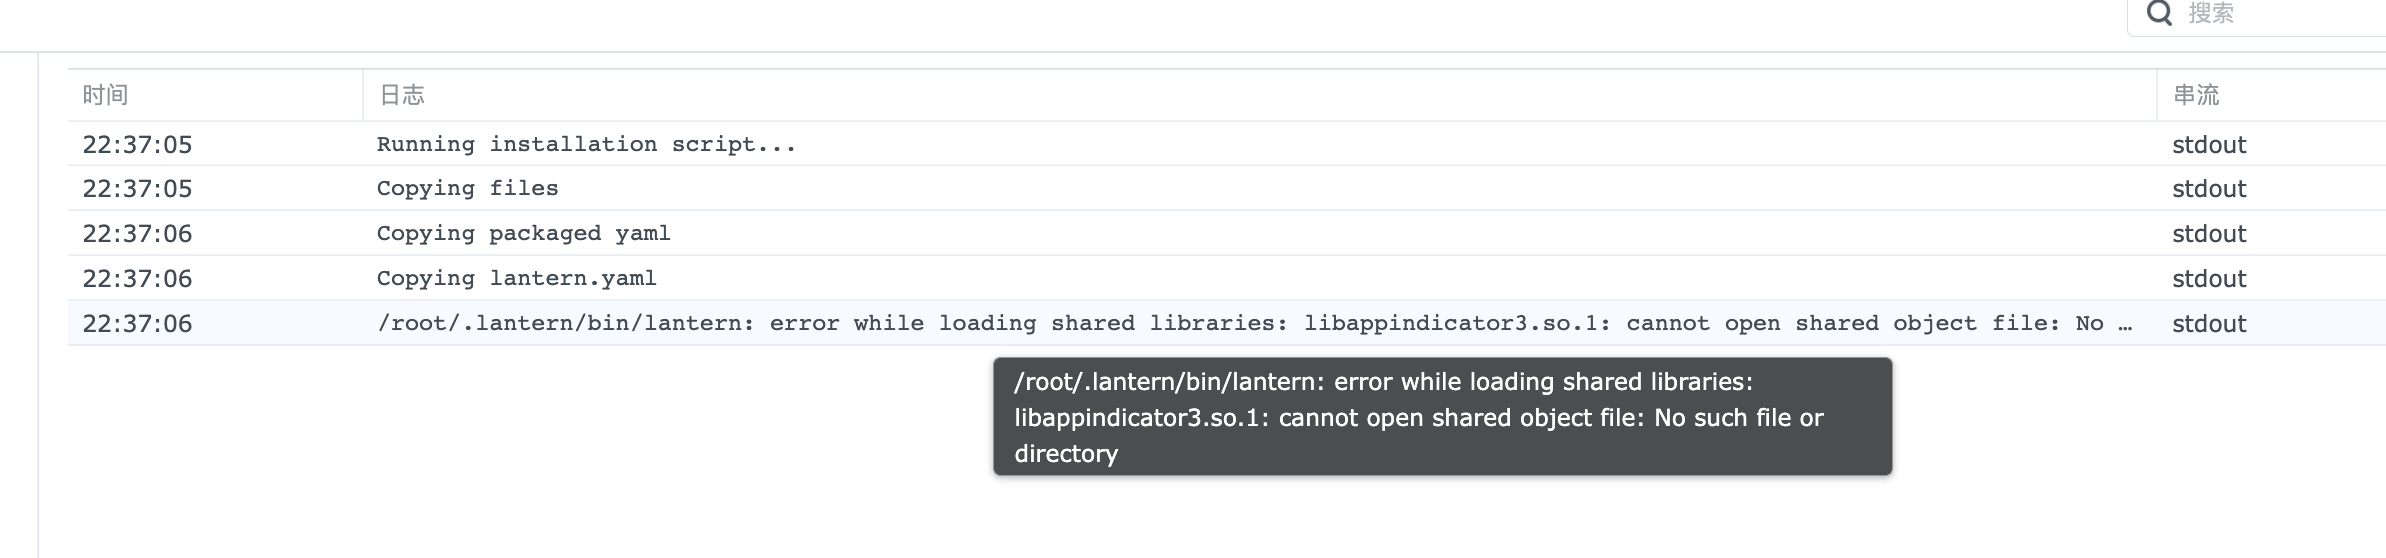 搜索
时间 日志 串流
22:37:05 Running installation script... stdout
22:37:05 Copying files stdout
22:37:06 Copying packaged yaml stdout
22:37:06 Copying lantern.yaml stdout
22:37:06 /root/.lantern/bin/lantern: error while loading shared libraries: libappindicator3.so.1: cannot open shared object file: No … stdout
/root/.lantern/bin/lantern: error while loading shared libraries:
libappindicator3.so.1: cannot open shared object file: No such file or
directory